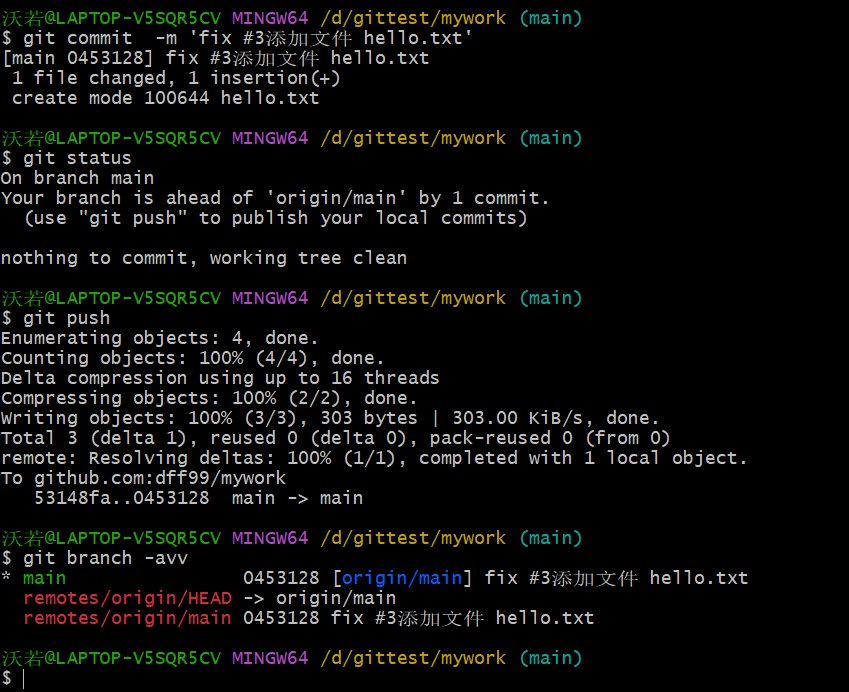 沃若@LAPTOP-V5SQR5CV MINGW64 /d/gittest/mywork (main)
$ git commit  -m 'fix #3添加文件 hello.txt'
[main 0453128] fix #3添加文件 hello.txt
 1 file changed, 1 insertion(+)
 create mode 100644 hello.txt
沃若@LAPTOP-V5SQR5CV MINGW64 /d/gittest/mywork (main)
$ git status
On branch main
Your branch is ahead of 'origin/main' by 1 commit.
  (use "git push" to publish your local commits)
nothing to commit, working tree clean
沃若@LAPTOP-V5SQR5CV MINGW64 /d/gittest/mywork (main)
$ git push
Enumerating objects: 4, done.
Counting objects: 100% (4/4), done.
Delta compression using up to 16 threads
Compressing objects: 100% (2/2), done.
Writing objects: 100% (3/3), 303 bytes | 303.00 KiB/s, done.
Total 3 (delta 1), reused 0 (delta 0), pack-reused 0 (from 0)
remote: Resolving deltas: 100% (1/1), completed with 1 local object.
To github.com:dff99/mywork
   53148fa..0453128  main -> main
沃若@LAPTOP-V5SQR5CV MINGW64 /d/gittest/mywork (main)
$ git branch -avv
* main                0453128 [origin/main] fix #3添加文件 hello.txt
  remotes/origin/HEAD -> origin/main
  remotes/origin/main 0453128 fix #3添加文件 hello.txt
沃若@LAPTOP-V5SQR5CV MINGW64 /d/gittest/mywork (main)
$